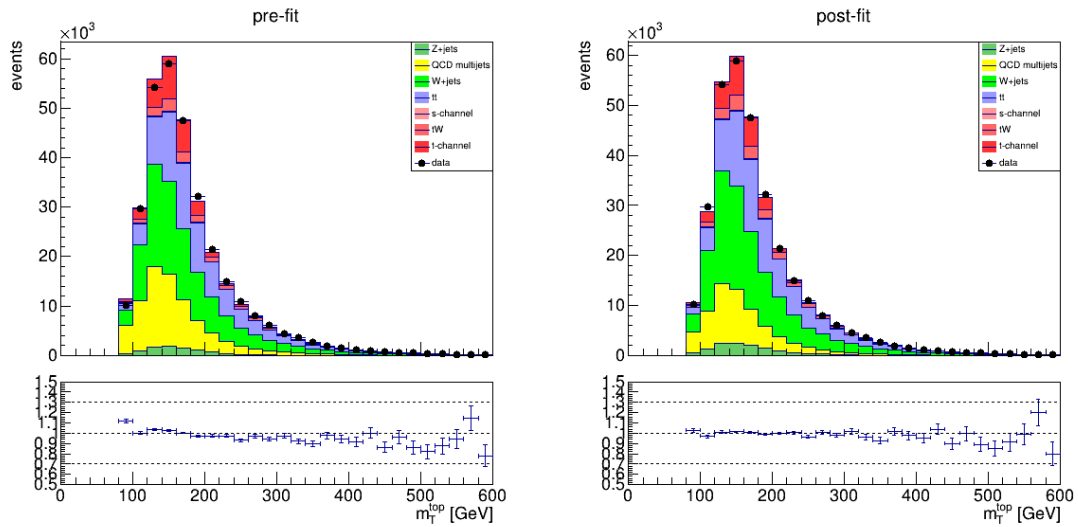 pre-fit
×10³
events
60
50
40
30
20
10
0
Z+jets
QCD multijets
W+jets
tt
s-channel
tW
t-channel
data
1.5
1.4
1.3
1.2
1.1
1.0
0.9
0.8
0.7
0.6
0.5
0 100 200 300 400 500 600
m_T^top [GeV]
post-fit
×10³
events
60
50
40
30
20
10
0
Z+jets
QCD multijets
W+jets
tt
s-channel
tW
t-channel
data
1.5
1.4
1.3
1.2
1.1
1.0
0.9
0.8
0.7
0.6
0.5
0 100 200 300 400 500 600
m_T^top [GeV]